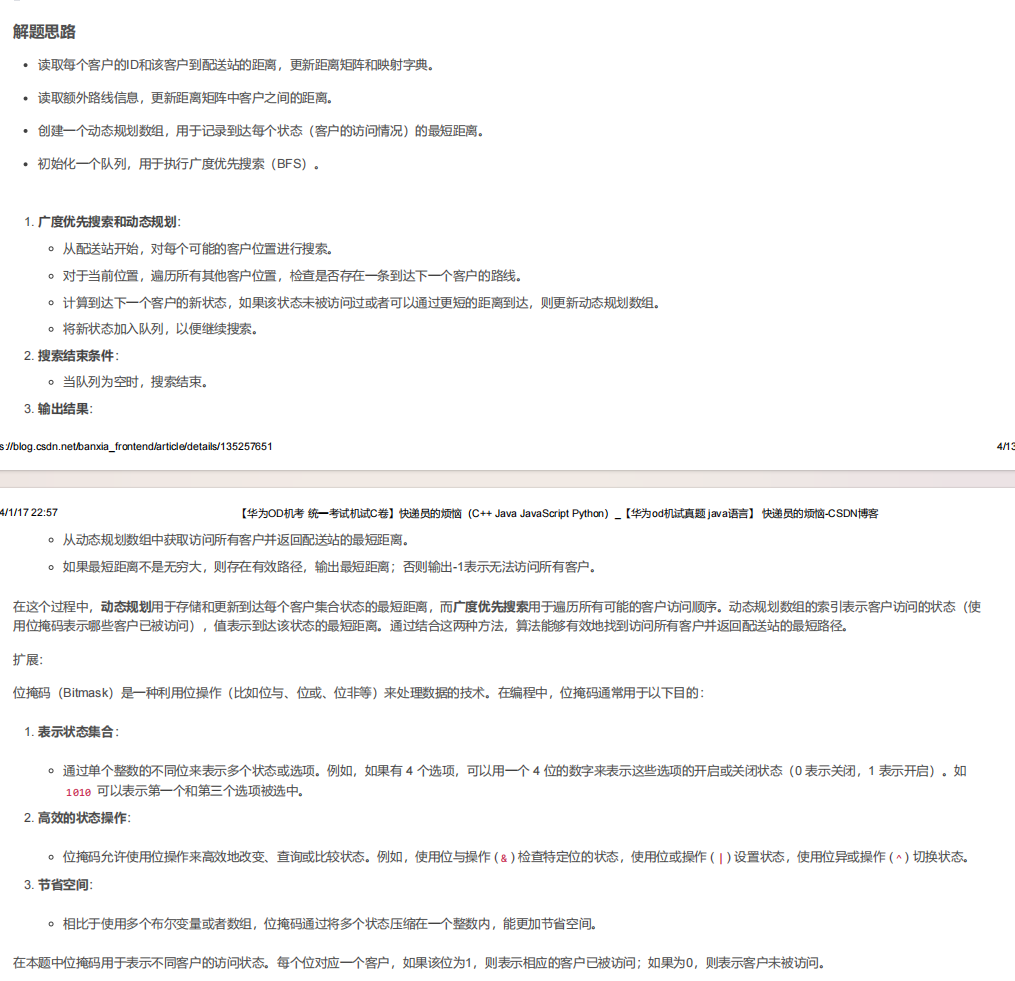 解题思路
• 读取每个客户的ID和该客户到配送站的距离，更新距离矩阵和映射字典。
• 读取额外路线信息，更新距离矩阵中客户之间的距离。
• 创建一个动态规划数组，用于记录到达每个状态（客户的访问情况）的最短距离。
• 初始化一个队列，用于执行广度优先搜索（BFS）。
1. 广度优先搜索和动态规划：
○ 从配送站开始，对每个可能的客户位置进行搜索。
○ 对于当前位置，遍历所有其他客户位置，检查是否存在一条到达下一个客户的路线。
○ 计算到达下一个客户的新状态，如果该状态未被访问过或者可以通过更短的距离到达，则更新动态规划数组。
○ 将新状态加入队列，以便继续搜索。
2. 搜索结束条件：
○ 当队列为空时，搜索结束。
3. 输出结果：
s://blog.csdn.net/banxia_frontend/article/details/135257651 4/13
4/1/17 22:57 【华为OD机考 统一考试机试C卷】快递员的烦恼（C++ Java JavaScript Python）_【华为od机试真题 java语言】 快递员的烦恼-CSDN博客
○ 从动态规划数组中获取访问所有客户并返回配送站的最短距离。
○ 如果最短距离不是无穷大，则存在有效路径，输出最短距离；否则输出-1表示无法访问所有客户。
在这个过程中，动态规划用于存储和更新到达每个客户集合状态的最短距离，而广度优先搜索用于遍历所有可能的客户访问顺序。动态规划数组的索引表示客户访问的状态（使
用位掩码表示哪些客户已被访问），值表示到达该状态的最短距离。通过结合这两种方法，算法能够有效地找到访问所有客户并返回配送站的最短路径。
扩展：
位掩码（Bitmask）是一种利用位操作（比如位与、位或、位非等）来处理数据的技术。在编程中，位掩码通常用于以下目的：
1. 表示状态集合：
○ 通过单个整数的不同位来表示多个状态或选项。例如，如果有 4 个选项，可以用一个 4 位的数字来表示这些选项的开启或关闭状态（0 表示关闭，1 表示开启）。如
1010 可以表示第一个和第三个选项被选中。
2. 高效的状态操作：
○ 位掩码允许使用位操作来高效地改变、查询或比较状态。例如，使用位与操作 ( & ) 检查特定位的状态，使用位或操作 ( | ) 设置状态，使用位异或操作 ( ^ ) 切换状态。
3. 节省空间：
○ 相比于使用多个布尔变量或者数组，位掩码通过将多个状态压缩在一个整数内，能更加节省空间。
在本题中位掩码用于表示不同客户的访问状态。每个位对应一个客户，如果该位为1，则表示相应的客户已被访问；如果为0，则表示客户未被访问。